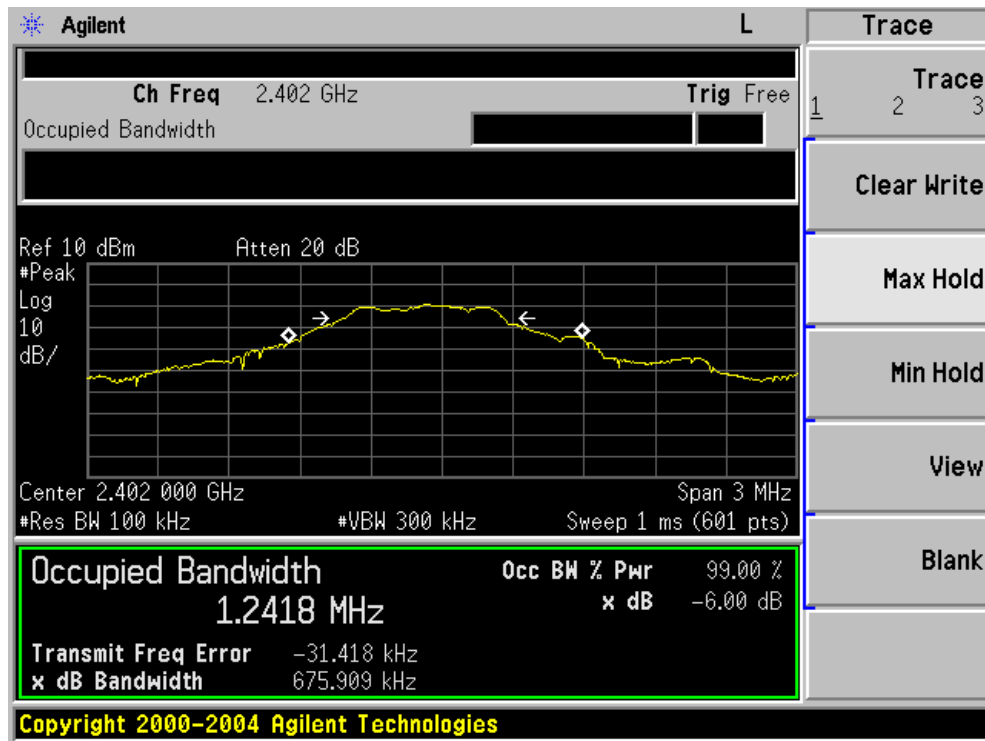 Agilent L Trace
Ch Freq 2.402 GHz Trig Free
Occupied Bandwidth
Trace
1 2 3
Clear Write
Ref 10 dBm Atten 20 dB
#Peak
Log
10
dB/
Max Hold
Min Hold
View
Center 2.402 000 GHz Span 3 MHz
#Res BW 100 kHz #VBW 300 kHz Sweep 1 ms (601 pts)
Occupied Bandwidth Occ BW % Pwr 99.00 %
1.2418 MHz x dB -6.00 dB
Blank
Transmit Freq Error -31.418 kHz
x dB Bandwidth 675.909 kHz
Copyright 2000-2004 Agilent Technologies